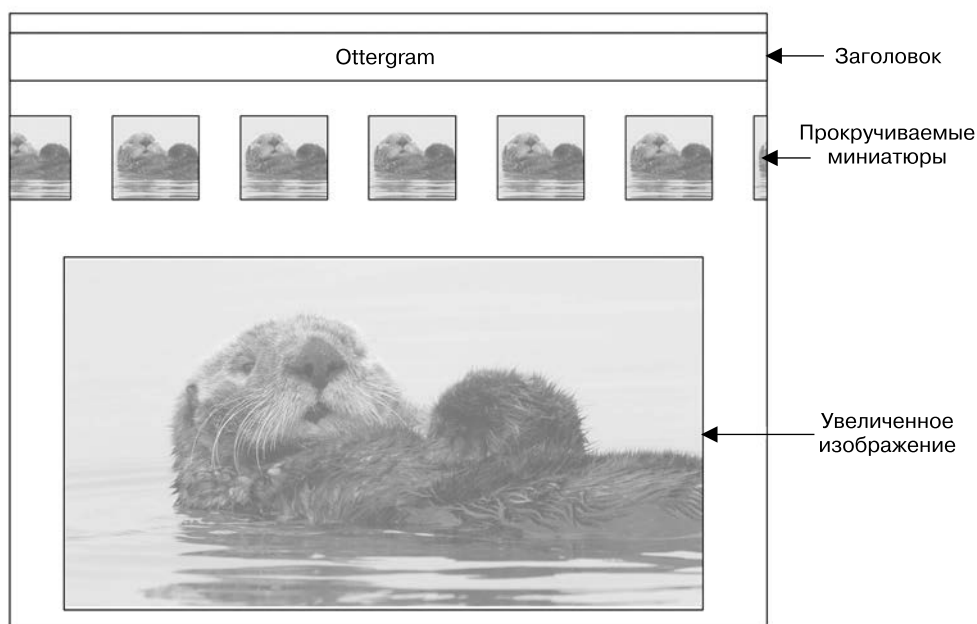 Ottergram
Заголовок
Прокручиваемые
миниатюры
Увеличенное
изображение